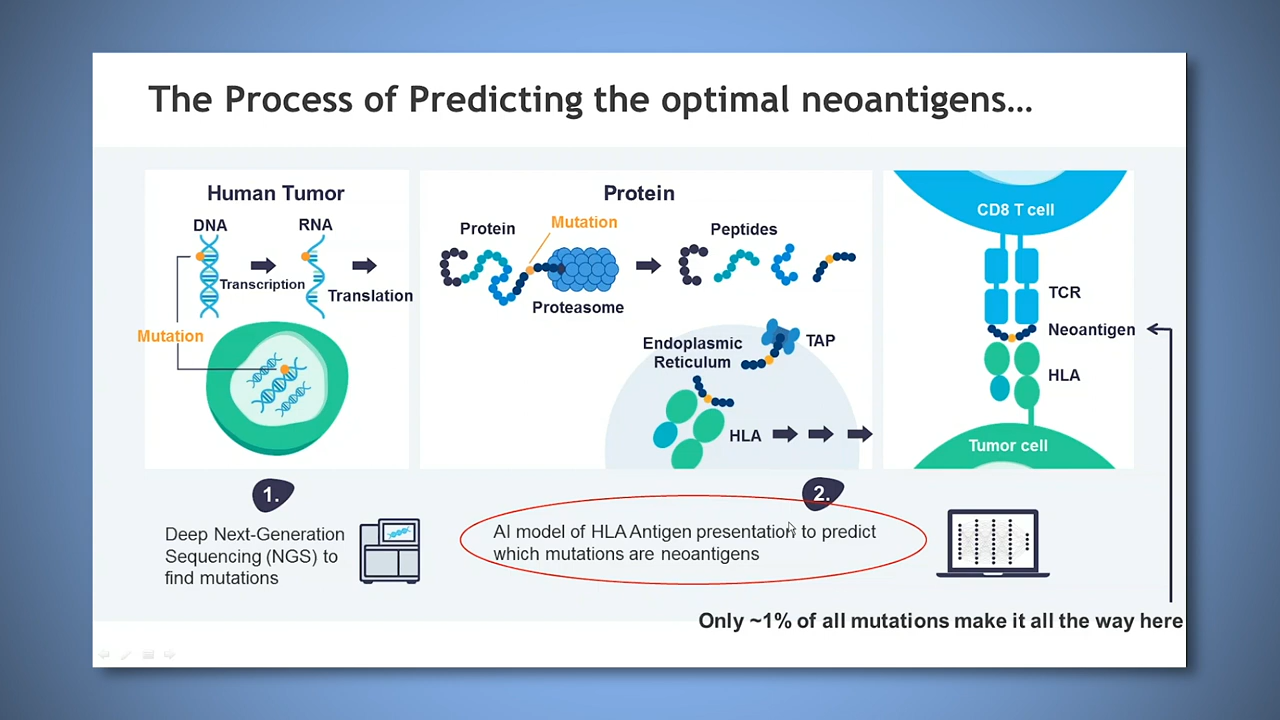 The Process of Predicting the optimal neoantigens...
Human Tumor
DNA
RNA
Transcription
Translation
Mutation
Protein
Protein
Mutation
Peptides
Proteasome
Endoplasmic
Reticulum
TAP
HLA
CD8 T cell
TCR
Neoantigen
HLA
Tumor cell
1.
Deep Next-Generation
Sequencing (NGS) to
find mutations
2.
AI model of HLA Antigen presentation to predict
which mutations are neoantigens
Only ~1% of all mutations make it all the way here